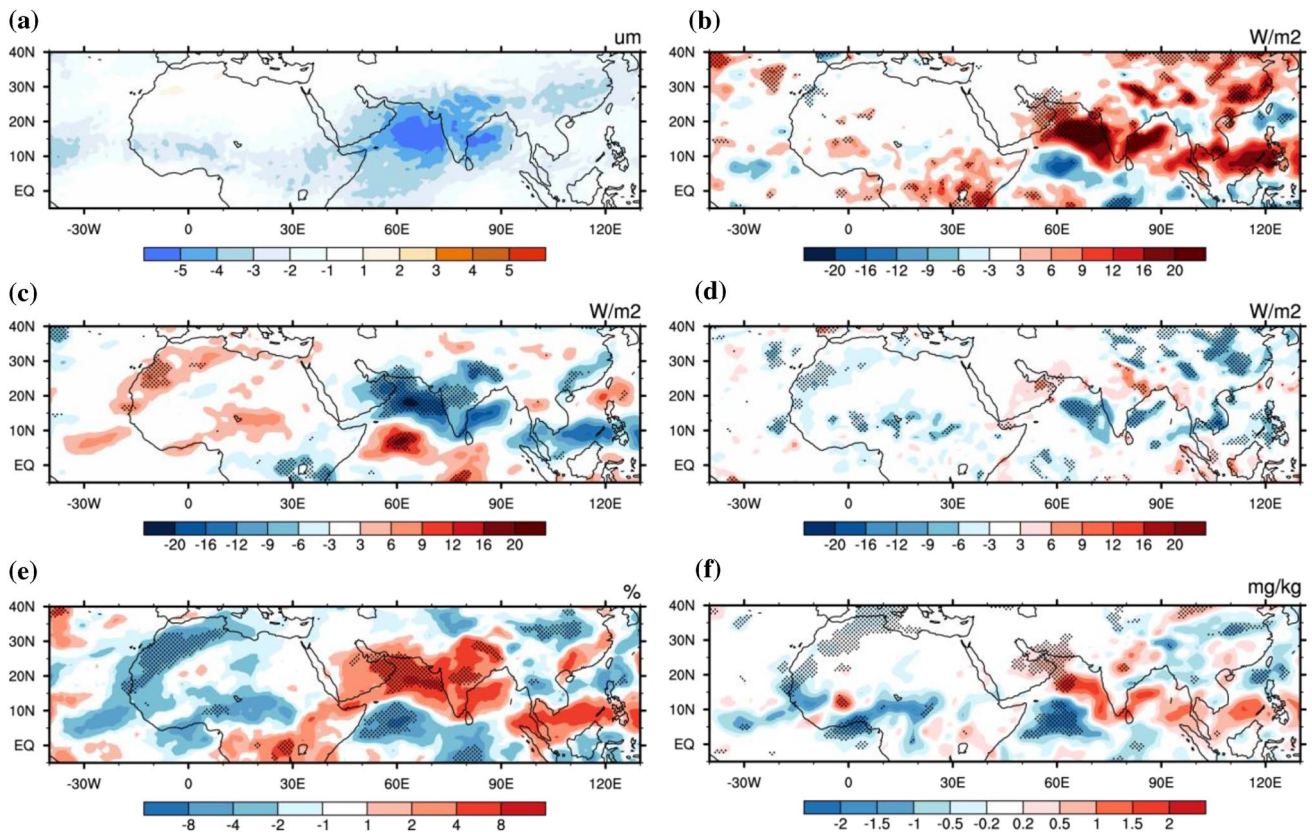 (a)
um
40N
30N
20N
10N
EQ
30W 0 30E 60E 90E 120E
-5 -4 -3 -2 -1 1 2 3 4 5
(b)
W/m2
40N
30N
20N
10N
EQ
30W 0 30E 60E 90E 120E
-20 -16 -12 -9 -6 -3 3 6 9 12 16 20
(c)
W/m2
40N
30N
20N
10N
EQ
30W 0 30E 60E 90E 120E
-20 -16 -12 -9 -6 -3 3 6 9 12 16 20
(d)
W/m2
40N
30N
20N
10N
EQ
30W 0 30E 60E 90E 120E
-20 -16 -12 -9 -6 -3 3 6 9 12 16 20
(e)
%
40N
30N
20N
10N
EQ
30W 0 30E 60E 90E 120E
-8 -4 -2 -1 1 2 4 8
(f)
mg/kg
40N
30N
20N
10N
EQ
30W 0 30E 60E 90E 120E
-2 -1.5 -1 -0.5 -0.2 0.2 0.5 1 1.5 2